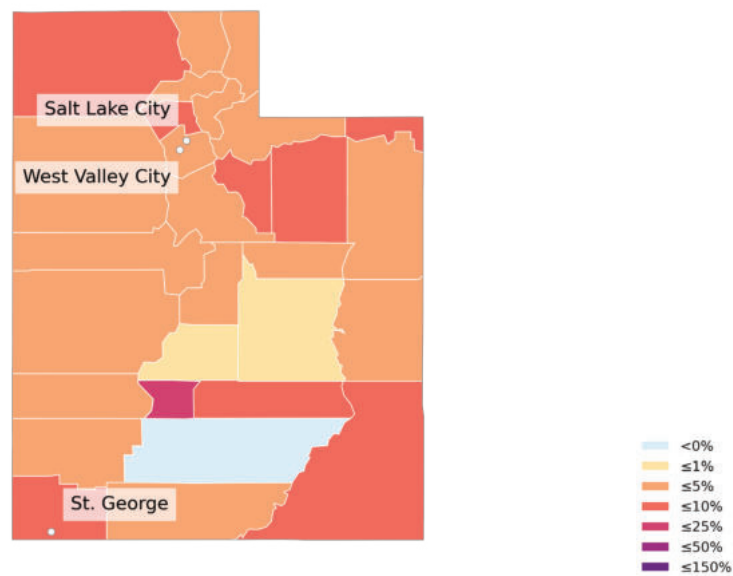 Salt Lake City
West Valley City
St. George
<0%
≤1%
≤5%
≤10%
≤25%
≤50%
≤150%